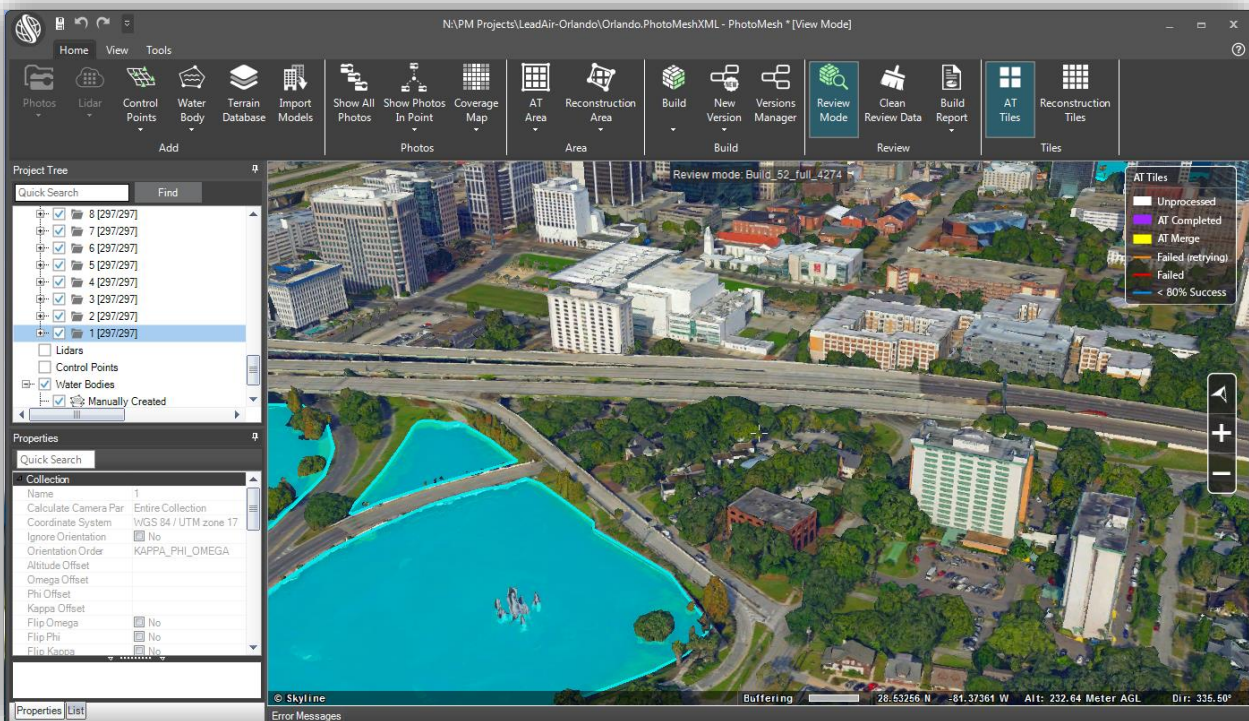 N:\PM Projects\LeadAir-Orlando\Orlando.PhotoMeshXML - PhotoMesh * [View Mode]
Home View Tools
Photos
Lidar
Control Points
Water Body
Terrain Database
Import Models
Show All Photos
Show Photos In Point
Coverage Map
AT Area
Reconstruction Area
Build
New Version
Versions Manager
Review Mode
Clean Review Data
Build Report
AT Tiles
Reconstruction Tiles
Add
Photos
Area
Build
Review
Tiles
Project Tree
Quick Search Find
8 [297/297]
7 [297/297]
6 [297/297]
5 [297/297]
4 [297/297]
3 [297/297]
2 [297/297]
1 [297/297]
Lidars
Control Points
Water Bodies
Manually Created
Properties
Quick Search
Collection
Name 1
Calculate Camera Par Entire Collection
Coordinate System WGS 84 / UTM zone 17
Ignore Orientation No
Orientation Order KAPPA_PHI_OMEGA
Altitude Offset
Omega Offset
Phi Offset
Kappa Offset
Flip Omega No
Flip Phi No
Flip Kappa No
Properties List
Review mode: Build_52_full_4274
AT Tiles
Unprocessed
AT Completed
AT Merge
Failed (retrying)
Failed
< 80% Success
© Skyline
Buffering 28.53256 N -81.37361 W Alt: 232.64 Meter AGL Dir: 335.50°
Error Messages